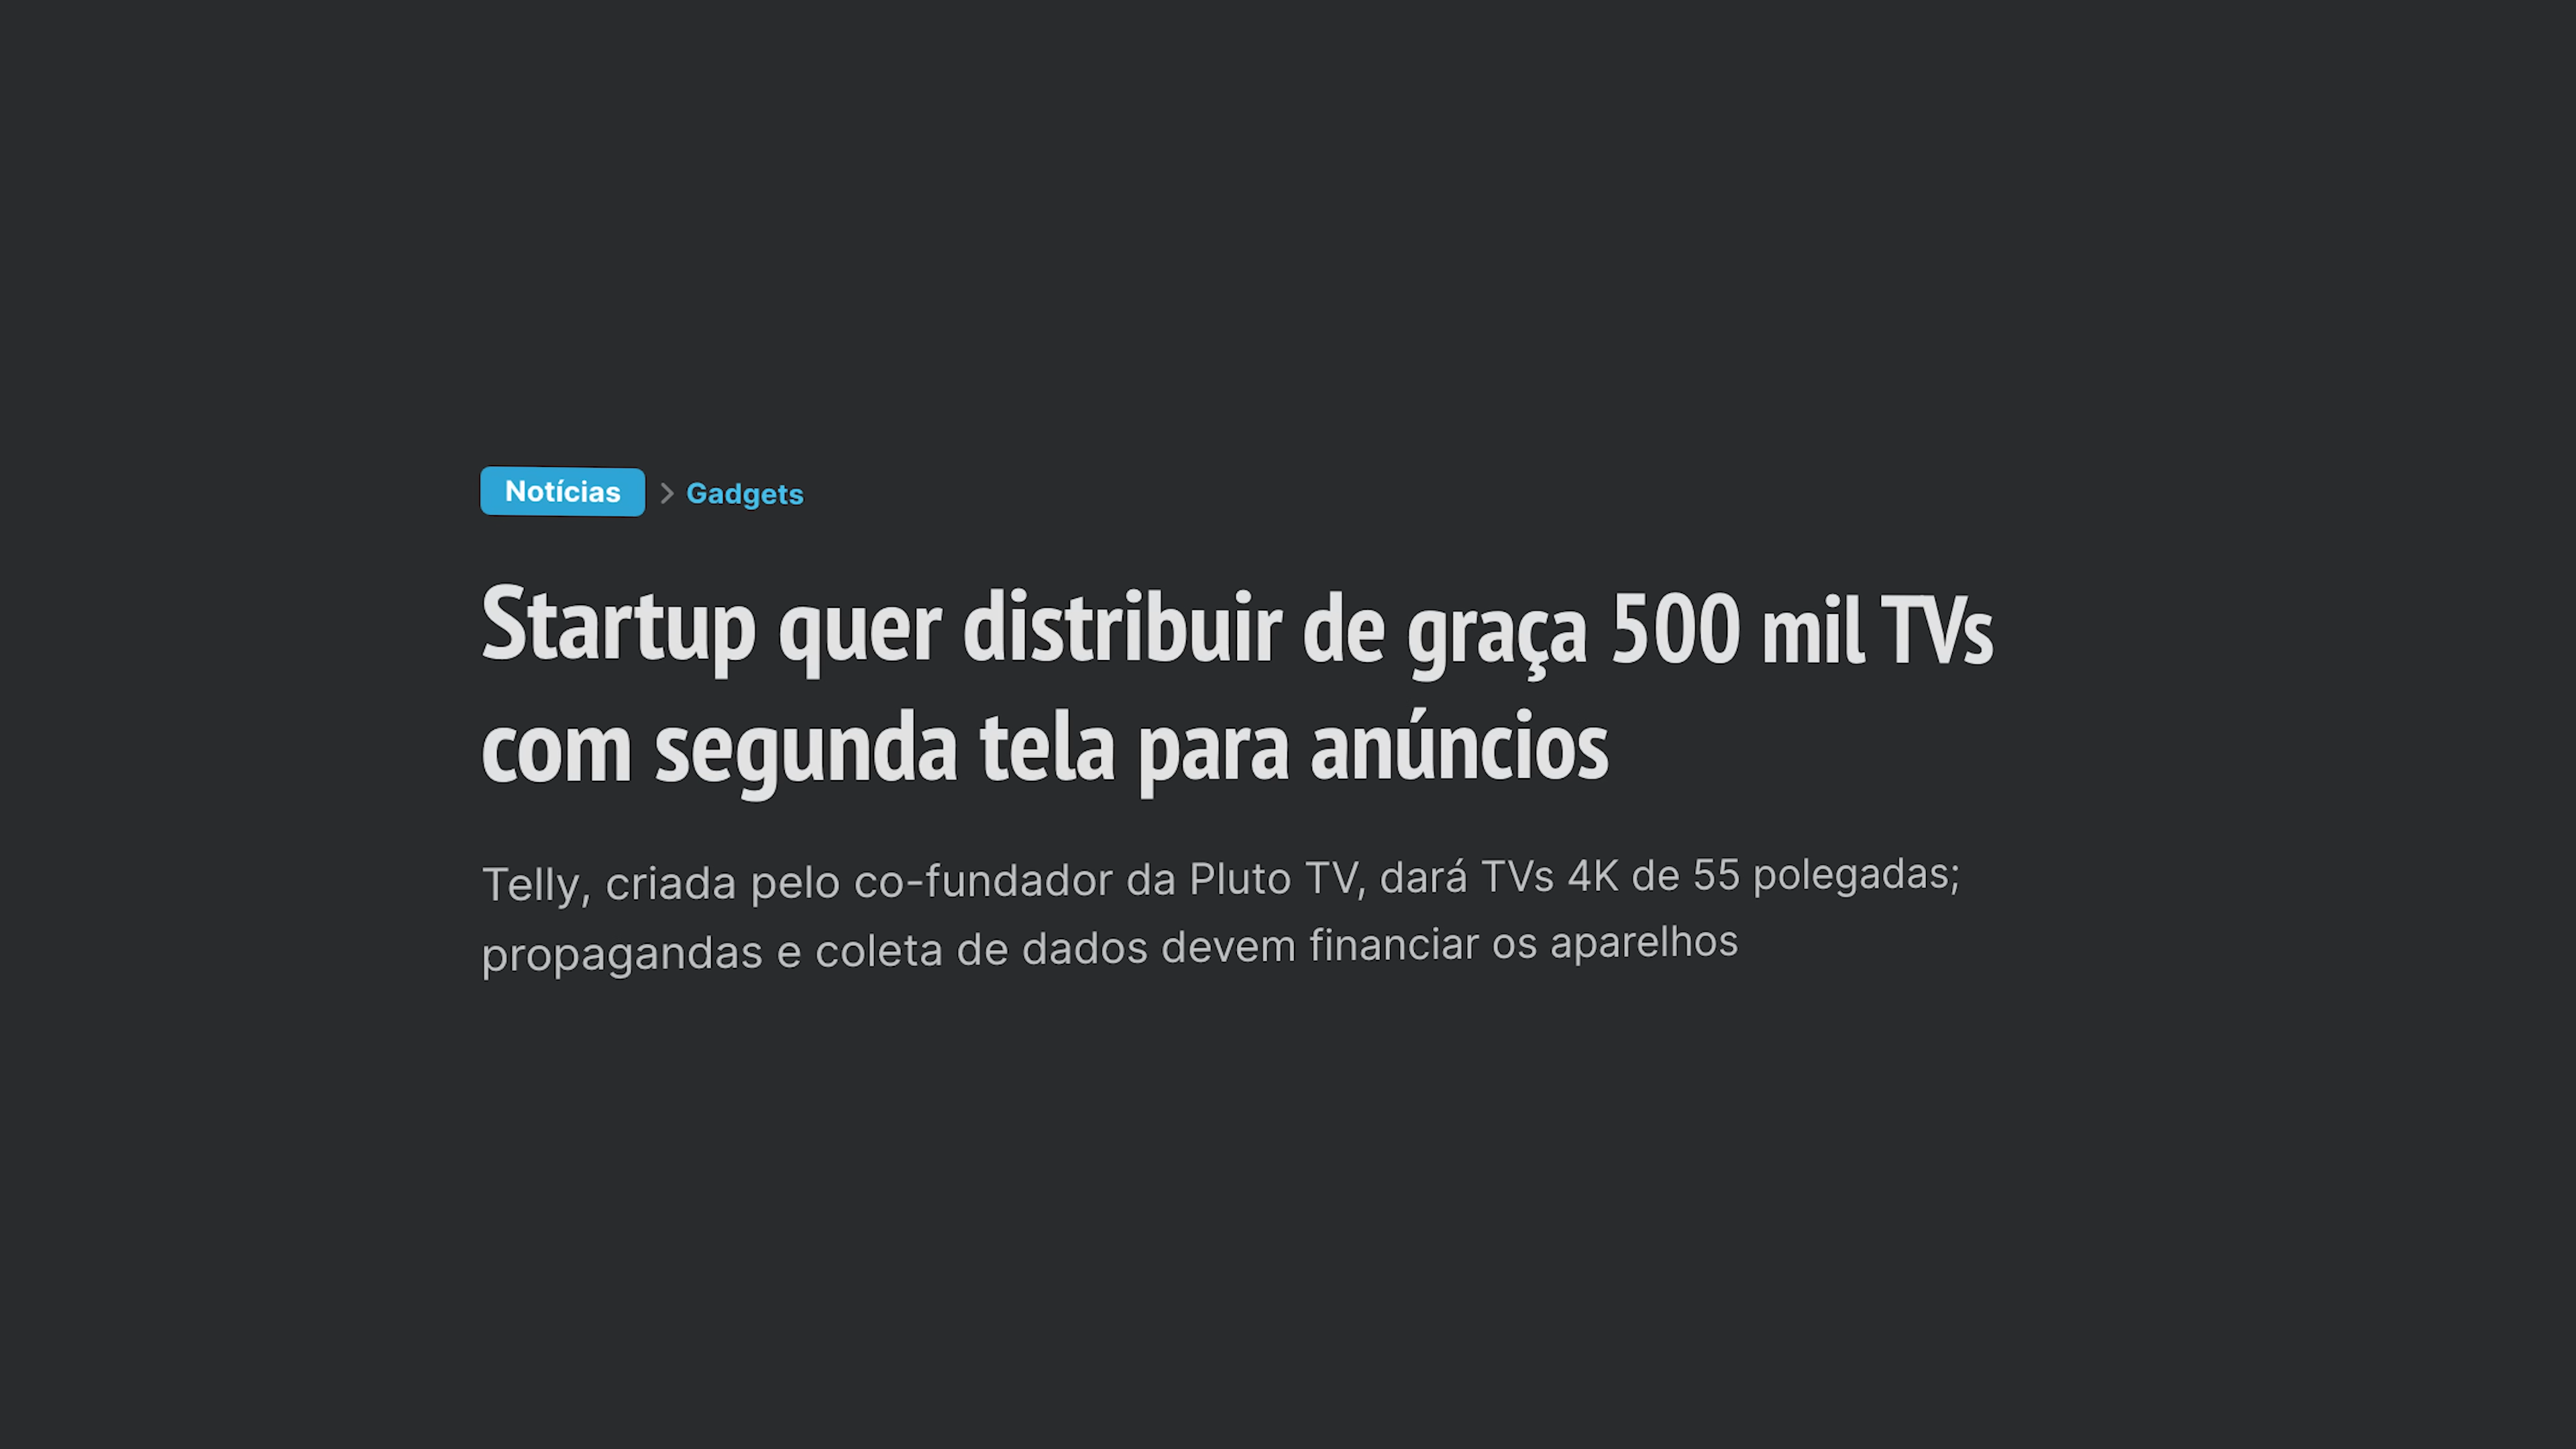 Notícias > Gadgets
Startup quer distribuir de graça 500 mil TVs
com segunda tela para anúncios
Telly, criada pelo co-fundador da Pluto TV, dará TVs 4K de 55 polegadas;
propagandas e coleta de dados devem financiar os aparelhos